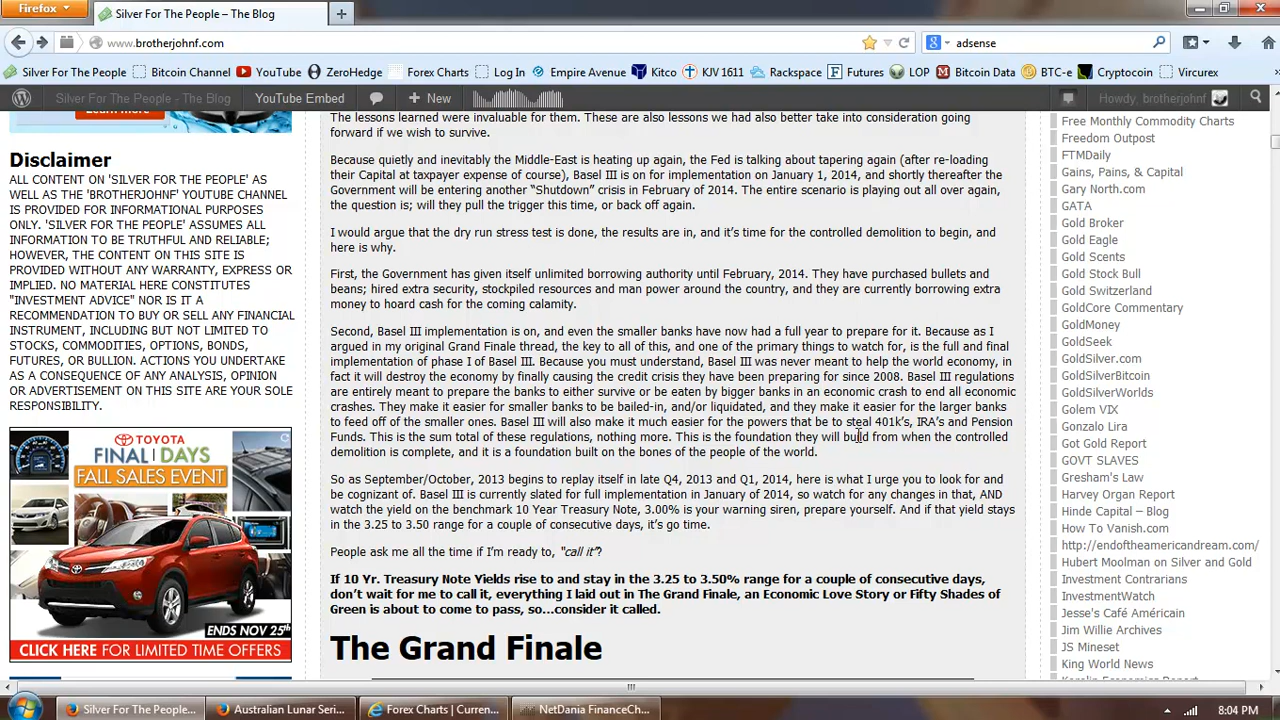 Firefox
Silver For The People – The Blog
www.brotherjohnf.com
adsense
Silver For The People
Bitcoin Channel
YouTube
ZeroHedge
Forex Charts
Log In
Empire Avenue
Kitco
KJV 1611
Rackspace
Futures
LOP
Bitcoin Data
BTC-e
Cryptocoin
Vircurex
Silver For The People - The Blog
YouTube Embed
New
Howdy, brotherjohnf
Learn more
Disclaimer
ALL CONTENT ON 'SILVER FOR THE PEOPLE' AS
WELL AS THE 'BROTHERJOHNF' YOUTUBE CHANNEL
IS PROVIDED FOR INFORMATIONAL PURPOSES
ONLY. 'SILVER FOR THE PEOPLE' ASSUMES ALL
INFORMATION TO BE TRUTHFUL AND RELIABLE;
HOWEVER, THE CONTENT ON THIS SITE IS
PROVIDED WITHOUT ANY WARRANTY, EXPRESS OR
IMPLIED. NO MATERIAL HERE CONSTITUTES
"INVESTMENT ADVICE" NOR IS IT A
RECOMMENDATION TO BUY OR SELL ANY FINANCIAL
INSTRUMENT, INCLUDING BUT NOT LIMITED TO
STOCKS, COMMODITIES, OPTIONS, BONDS,
FUTURES, OR BULLION. ACTIONS YOU UNDERTAKE
AS A CONSEQUENCE OF ANY ANALYSIS, OPINION
OR ADVERTISEMENT ON THIS SITE ARE YOUR SOLE
RESPONSIBILITY.
TOYOTA
FINAL DAYS
FALL SALES EVENT
ENDS NOV 25th
CLICK HERE FOR LIMITED TIME OFFERS
The lessons learned were invaluable for them. These are also lessons we had also better take into consideration going
forward if we wish to survive.
Because quietly and inevitably the Middle-East is heating up again, the Fed is talking about tapering again (after re-loading
their Capital at taxpayer expense of course), Basel III is on for implementation on January 1, 2014, and shortly thereafter the
Government will be entering another “Shutdown” crisis in February of 2014. The entire scenario is playing out all over again,
the question is; will they pull the trigger this time, or back off again.
I would argue that the dry run stress test is done, the results are in, and it’s time for the controlled demolition to begin, and
here is why.
First, the Government has given itself unlimited borrowing authority until February, 2014. They have purchased bullets and
beans; hired extra security, stockpiled resources and man power around the country, and they are currently borrowing extra
money to hoard cash for the coming calamity.
Second, Basel III implementation is on, and even the smaller banks have now had a full year to prepare for it. Because as I
argued in my original Grand Finale thread, the key to all of this, and one of the primary things to watch for, is the full and final
implementation of phase I of Basel III. Because you must understand, Basel III was never meant to help the world economy, in
fact it will destroy the economy by finally causing the credit crisis they have been preparing for since 2008. Basel III regulations
are entirely meant to prepare the banks to either survive or be eaten by bigger banks in an economic crash to end all economic
crashes. They make it easier for smaller banks to be bailed-in, and/or liquidated, and they make it easier for the larger banks
to feed off of the smaller ones. Basel III will also make it much easier for the powers that be to steal 401k’s, IRA’s and Pension
Funds. This is the sum total of these regulations, nothing more. This is the foundation they will build from when the controlled
demolition is complete, and it is a foundation built on the bones of the people of the world.
So as September/October, 2013 begins to replay itself in late Q4, 2013 and Q1, 2014, here is what I urge you to look for and
be cognizant of. Basel III is currently slated for full implementation in January of 2014, so watch for any changes in that, AND
watch the yield on the benchmark 10 Year Treasury Note, 3.00% is your warning siren, prepare yourself. And if that yield stays
in the 3.25 to 3.50 range for a couple of consecutive days, it’s go time.
People ask me all the time if I’m ready to, “call it”?
If 10 Yr. Treasury Note Yields rise to and stay in the 3.25 to 3.50% range for a couple of consecutive days,
don’t wait for me to call it, everything I laid out in The Grand Finale, an Economic Love Story or Fifty Shades of
Green is about to come to pass, so...consider it called.
The Grand Finale
Free Monthly Commodity Charts
Freedom Outpost
FTMDaily
Gains, Pains, & Capital
Gary North.com
GATA
Gold Broker
Gold Eagle
Gold Scents
Gold Stock Bull
Gold Switzerland
GoldCore Commentary
GoldMoney
GoldSeek
GoldSilver.com
GoldSilverBitcoin
GoldSilverWorlds
Golem VIX
Gonzalo Lira
Got Gold Report
GOVT SLAVES
Gresham's Law
Harvey Organ Report
Hinde Capital – Blog
How To Vanish.com
http://endoftheamericandream.com/
Hubert Moolman on Silver and Gold
Investment Contrarians
InvestmentWatch
Jesse's Café Américain
Jim Willie Archives
JS Mineset
King World News
Silver For The People...
Australian Lunar Seri...
Forex Charts | Curren...
NetDania FinanceCh...
8:04 PM